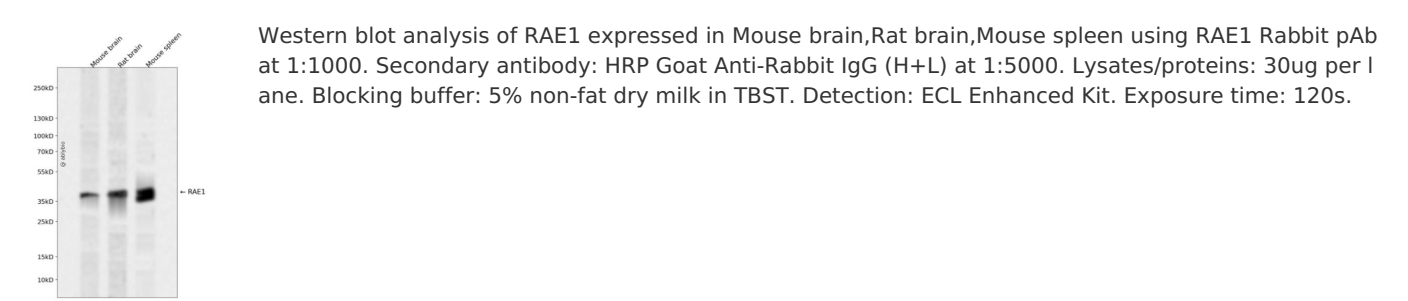 Mouse brain
Rat brain
Mouse spleen
250kD
130kD
100kD
70kD
55kD
35kD
25kD
15kD
10kD
@ ablybio
← RAE1
Western blot analysis of RAE1 expressed in Mouse brain,Rat brain,Mouse spleen using RAE1 Rabbit pAb
at 1:1000. Secondary antibody: HRP Goat Anti-Rabbit IgG (H+L) at 1:5000. Lysates/proteins: 30ug per l
ane. Blocking buffer: 5% non-fat dry milk in TBST. Detection: ECL Enhanced Kit. Exposure time: 120s.